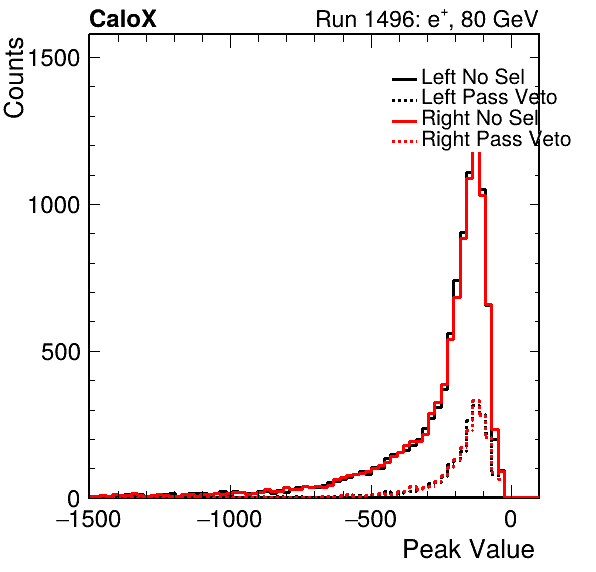 CaloX Run 1496: e⁺, 80 GeV
Counts
1500
1000
500
0
Left No Sel
Left Pass Veto
Right No Sel
Right Pass Veto
−1500 −1000 −500 0
Peak Value